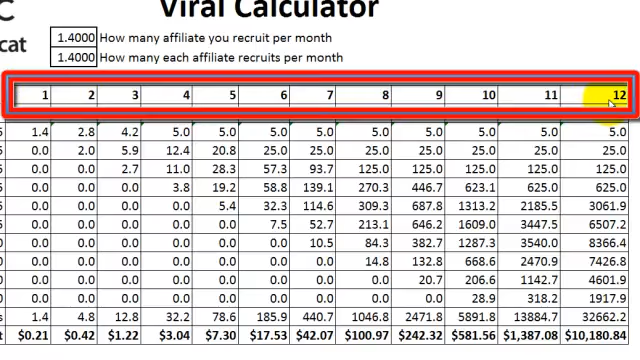 C Viral Calculator
cat 1.4000 How many affiliate you recruit per month
1.4000 How many each affiliate recruits per month
1 2 3 4 5 6 7 8 9 10 11 12
5 1.4 2.8 4.2 5.0 5.0 5.0 5.0 5.0 5.0 5.0 5.0 5.0
5 0.0 2.0 5.9 12.4 20.8 25.0 25.0 25.0 25.0 25.0 25.0 25.0
5 0.0 0.0 2.7 11.0 28.3 57.3 93.7 125.0 125.0 125.0 125.0 125.0
5 0.0 0.0 0.0 3.8 19.2 58.8 139.1 270.3 446.7 623.1 625.0 625.0
5 0.0 0.0 0.0 0.0 5.4 32.3 114.6 309.3 687.8 1313.2 2185.5 3061.9
5 0.0 0.0 0.0 0.0 0.0 7.5 52.7 213.1 646.2 1609.0 3447.5 6507.2
0 0.0 0.0 0.0 0.0 0.0 0.0 10.5 84.3 382.7 1287.3 3540.0 8366.4
0 0.0 0.0 0.0 0.0 0.0 0.0 0.0 14.8 132.8 668.6 2470.9 7426.8
0 0.0 0.0 0.0 0.0 0.0 0.0 0.0 0.0 20.7 206.6 1142.7 4601.9
0 0.0 0.0 0.0 0.0 0.0 0.0 0.0 0.0 0.0 28.9 318.2 1917.9
s 1.4 4.8 12.8 32.2 78.6 185.9 440.7 1046.8 2471.8 5891.8 13884.7 32662.2
t $0.21 $0.42 $1.22 $3.04 $7.30 $17.53 $42.07 $100.97 $242.32 $581.56 $1,387.08 $10,180.84